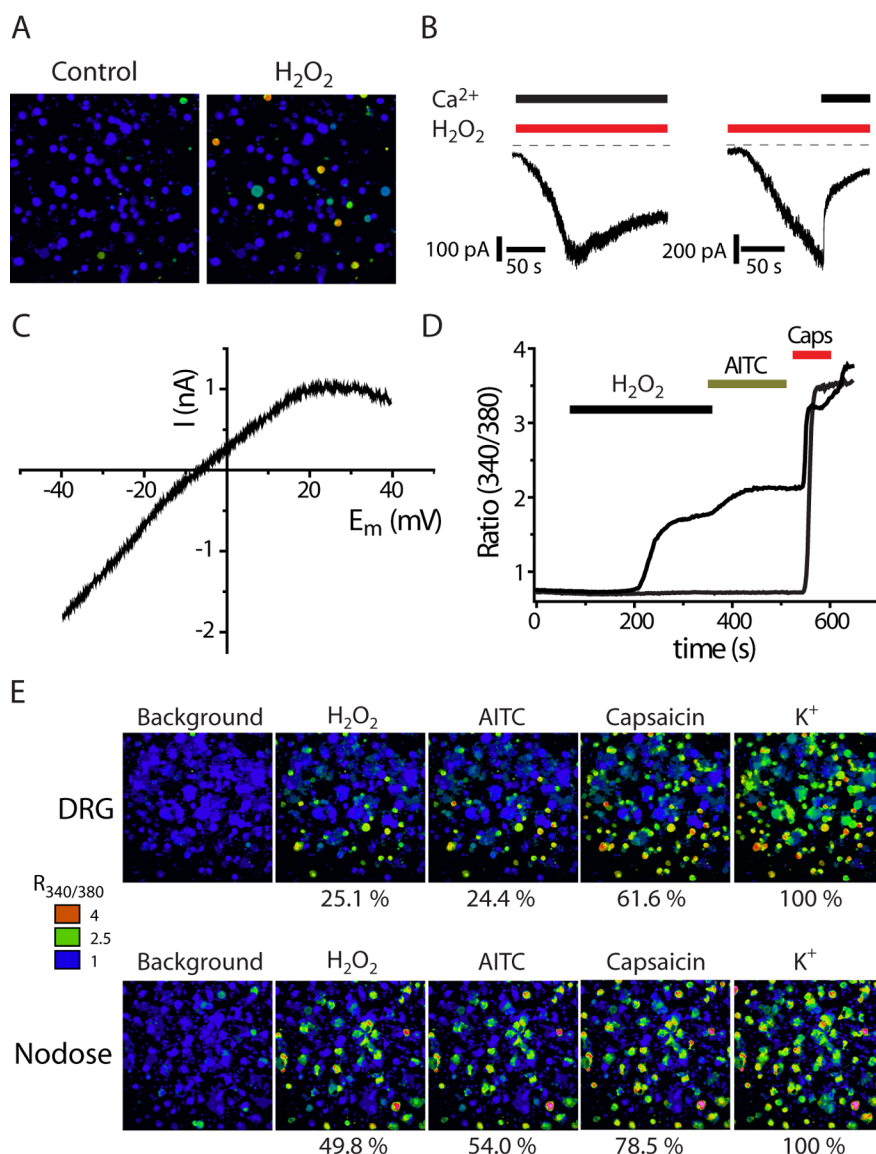 A
Control
H2O2
B
Ca2+
H2O2
100 pA
50 s
200 pA
50 s
C
I (nA)
1
-40
-20
20
40
Em (mV)
-1
-2
D
Caps
AITC
H2O2
4
3
2
1
Ratio (340/380)
0
200
400
600
time (s)
E
Background
H2O2
AITC
Capsaicin
K+
DRG
25.1 %
24.4 %
61.6 %
100 %
R340/380
4
2.5
1
Background
H2O2
AITC
Capsaicin
K+
Nodose
49.8 %
54.0 %
78.5 %
100 %